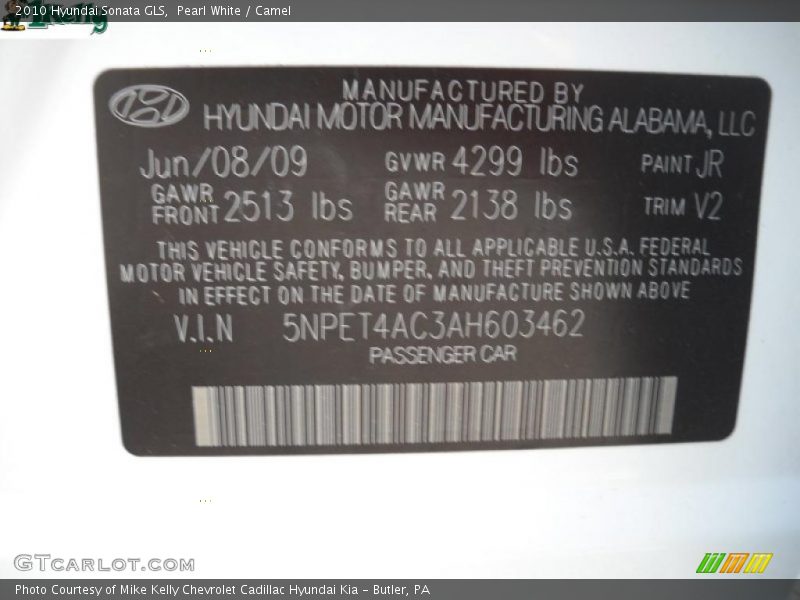 2010 Hyundai Sonata GLS,  Pearl White / Camel
Kelly
MANUFACTURED BY
HYUNDAI MOTOR MANUFACTURING ALABAMA, LLC
Jun/08/09 GVWR 4299 lbs PAINT JR
GAWR FRONT 2513 lbs GAWR REAR 2138 lbs TRIM V2
THIS VEHICLE CONFORMS TO ALL APPLICABLE U.S.A. FEDERAL
MOTOR VEHICLE SAFETY, BUMPER, AND THEFT PREVENTION STANDARDS
IN EFFECT ON THE DATE OF MANUFACTURE SHOWN ABOVE
V.I.N 5NPET4AC3AH603462
PASSENGER CAR
GTCARLOT.COM
Photo Courtesy of Mike Kelly Chevrolet Cadillac Hyundai Kia – Butler, PA